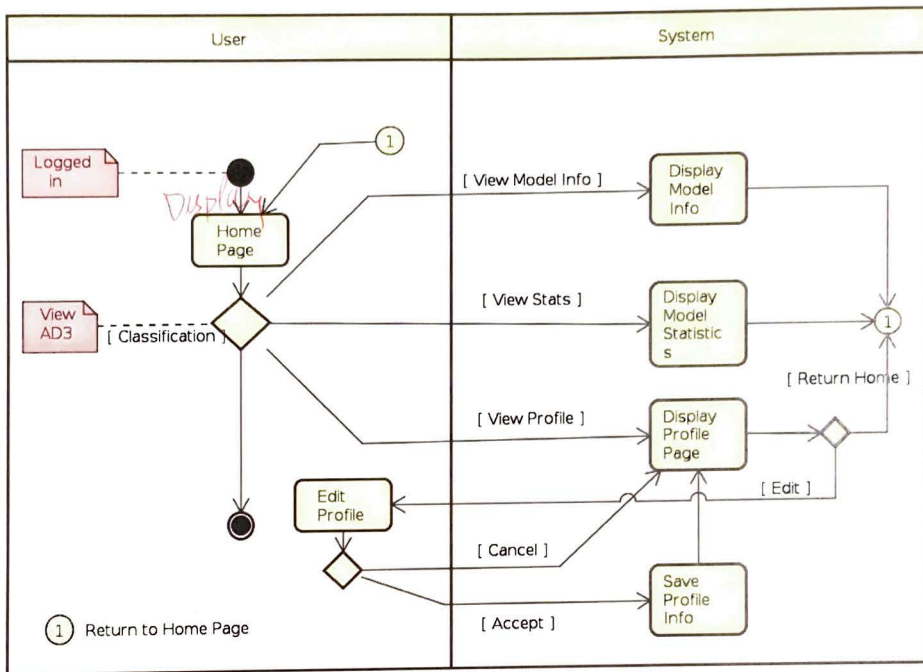 User
System
1
Logged
in
Display
[ View Model Info ]
Display
Model
Info
Home
Page
View
AD3
[ Classification ]
[ View Stats ]
Display
Model
Statistic
s
1
[ Return Home ]
[ View Profile ]
Display
Profile
Page
Edit
Profile
[ Edit ]
[ Cancel ]
Save
Profile
Info
[ Accept ]
1 Return to Home Page